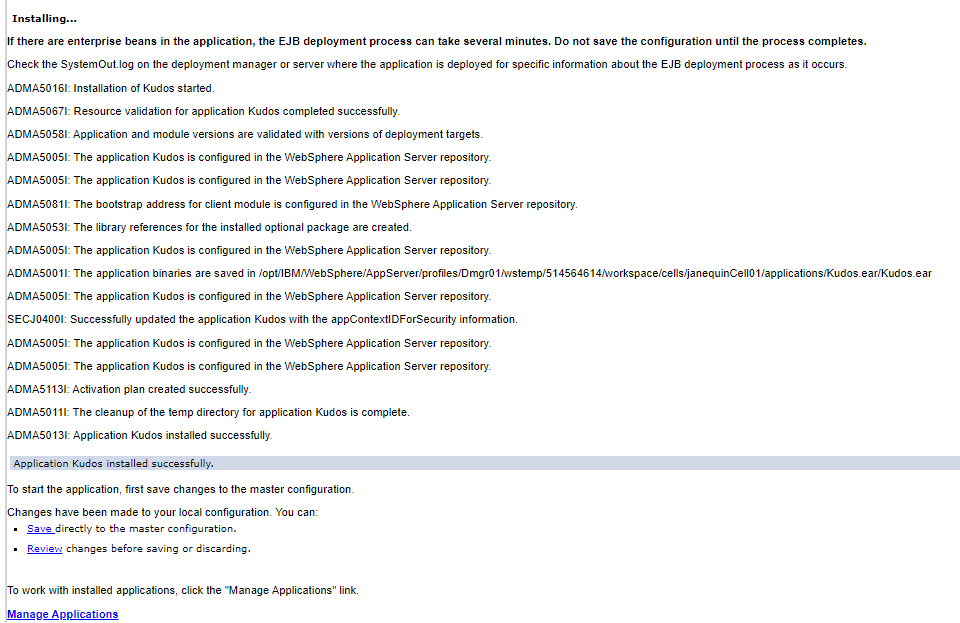 Installing...
If there are enterprise beans in the application, the EJB deployment process can take several minutes. Do not save the configuration until the process completes.
Check the SystemOut.log on the deployment manager or server where the application is deployed for specific information about the EJB deployment process as it occurs.
ADMA5016I: Installation of Kudos started.
ADMA5067I: Resource validation for application Kudos completed successfully.
ADMA5058I: Application and module versions are validated with versions of deployment targets.
ADMA5005I: The application Kudos is configured in the WebSphere Application Server repository.
ADMA5005I: The application Kudos is configured in the WebSphere Application Server repository.
ADMA5081I: The bootstrap address for client module is configured in the WebSphere Application Server repository.
ADMA5053I: The library references for the installed optional package are created.
ADMA5005I: The application Kudos is configured in the WebSphere Application Server repository.
ADMA5001I: The application binaries are saved in /opt/IBM/WebSphere/AppServer/profiles/Dmgr01/wstemp/514564614/workspace/cells/janequinCell01/applications/Kudos.ear/Kudos.ear
ADMA5005I: The application Kudos is configured in the WebSphere Application Server repository.
SECJ0400I: Successfully updated the application Kudos with the appContextIDForSecurity information.
ADMA5005I: The application Kudos is configured in the WebSphere Application Server repository.
ADMA5005I: The application Kudos is configured in the WebSphere Application Server repository.
ADMA5113I: Activation plan created successfully.
ADMA5011I: The cleanup of the temp directory for application Kudos is complete.
ADMA5013I: Application Kudos installed successfully.
Application Kudos installed successfully.
To start the application, first save changes to the master configuration.
Changes have been made to your local configuration. You can:
▪ Save directly to the master configuration.
▪ Review changes before saving or discarding.
To work with installed applications, click the "Manage Applications" link.
Manage Applications